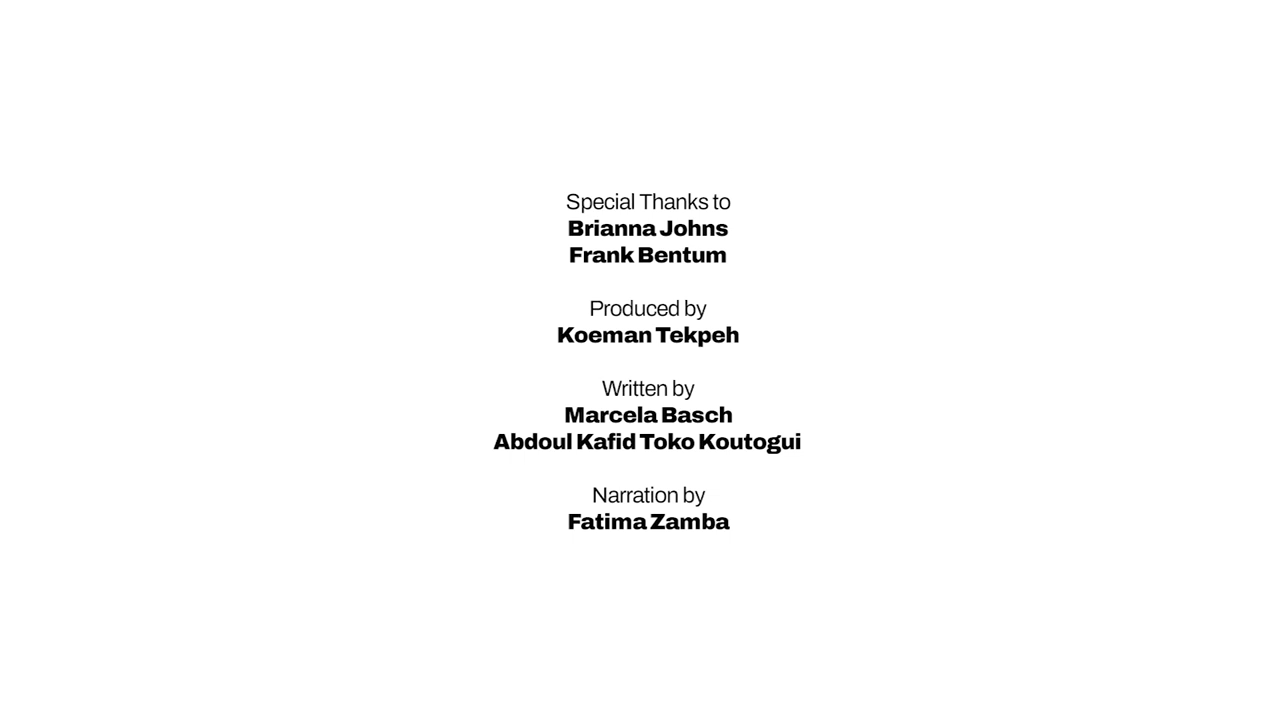 Special Thanks to
Brianna Johns
Frank Bentum
Produced by
Koeman Tekpeh
Written by
Marcela Basch
Abdoul Kafid Toko Koutogui
Narration by
Fatima Zamba